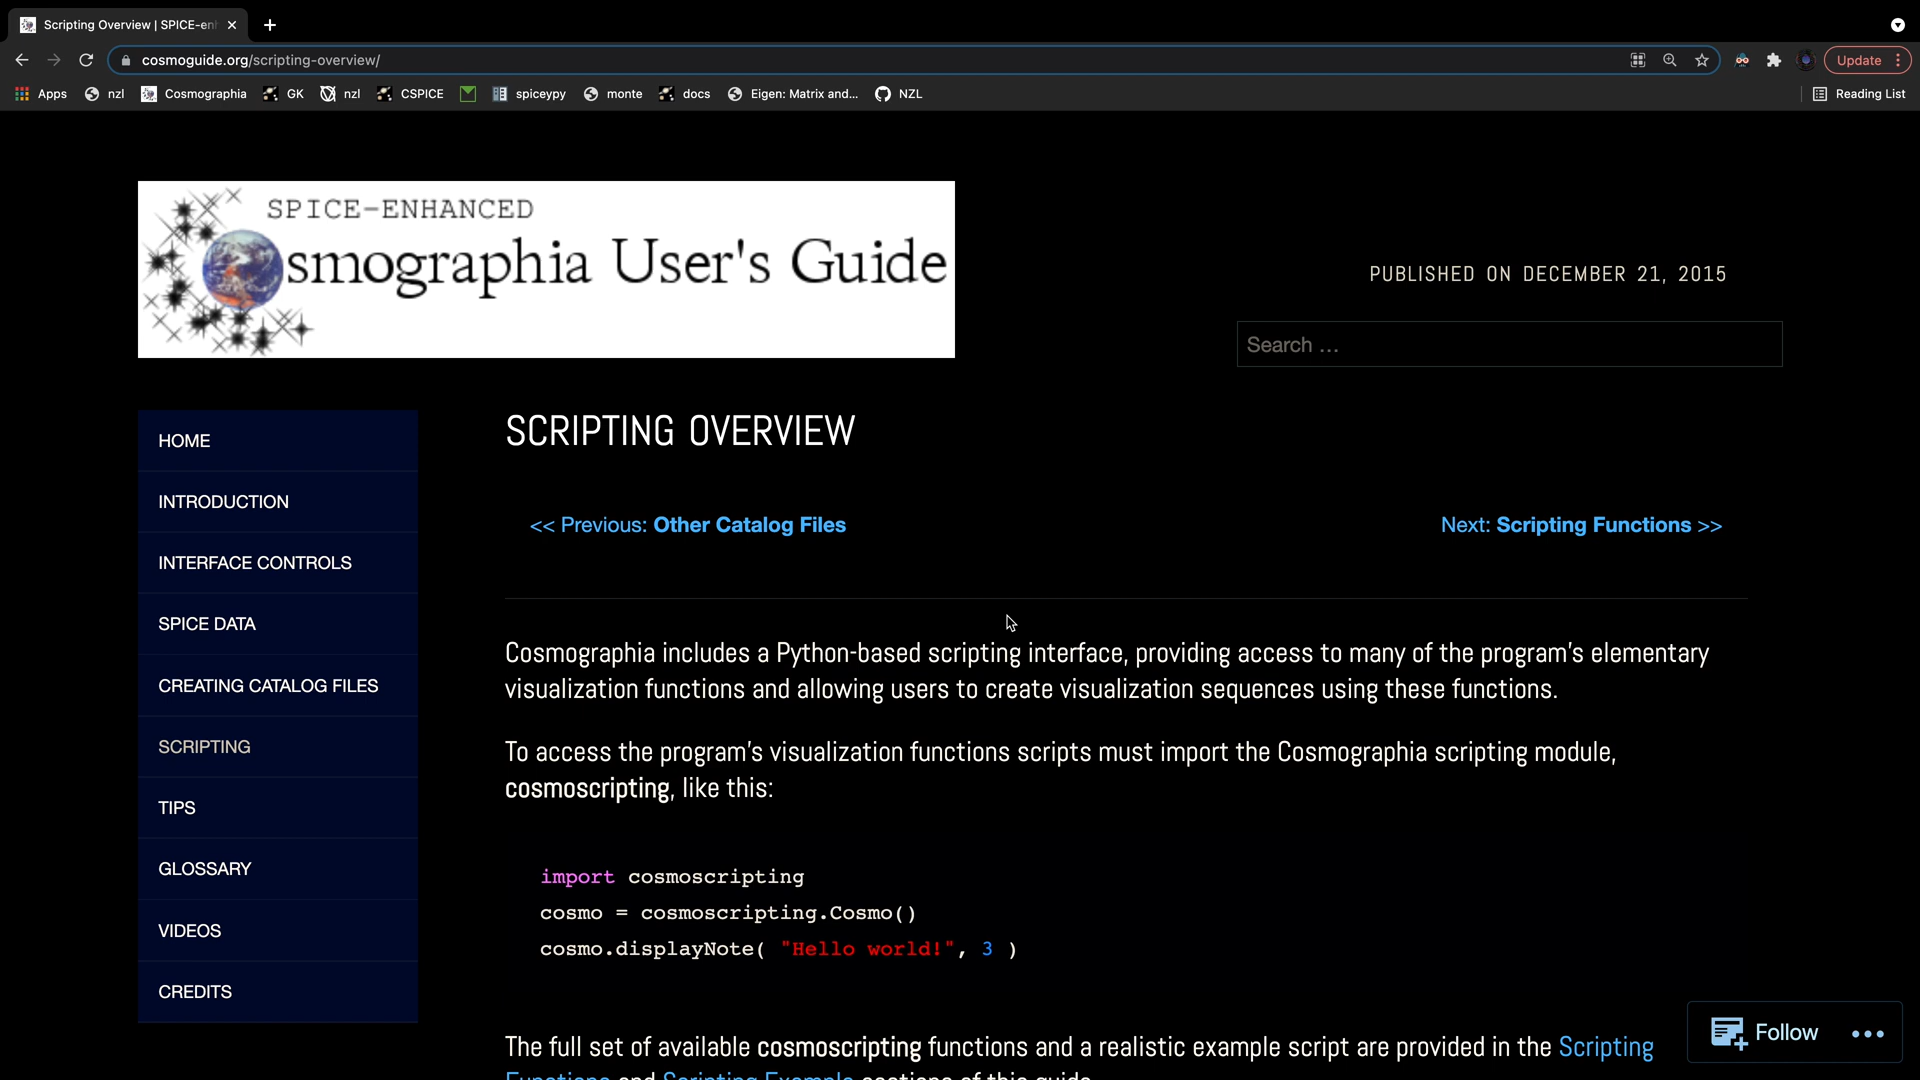 Scripting Overview | SPICE-enh
cosmoguide.org/scripting-overview/
Update
Apps
nzl
Cosmographia
GK
nzl
CSPICE
spiceypy
monte
docs
Eigen: Matrix and...
NZL
Reading List
SPICE-ENHANCED
osmographia User's Guide
PUBLISHED ON DECEMBER 21, 2015
Search ...
HOME
INTRODUCTION
INTERFACE CONTROLS
SPICE DATA
CREATING CATALOG FILES
SCRIPTING
TIPS
GLOSSARY
VIDEOS
CREDITS
SCRIPTING OVERVIEW
<< Previous: Other Catalog Files
Next: Scripting Functions >>
Cosmographia includes a Python-based scripting interface, providing access to many of the program's elementary
visualization functions and allowing users to create visualization sequences using these functions.
To access the program's visualization functions scripts must import the Cosmographia scripting module,
cosmoscripting, like this:
import cosmoscripting
cosmo = cosmoscripting.Cosmo()
cosmo.displayNote( "Hello world!", 3 )
The full set of available cosmoscripting functions and a realistic example script are provided in the Scripting
Functions and Scripting Example sections of this guide.
Follow